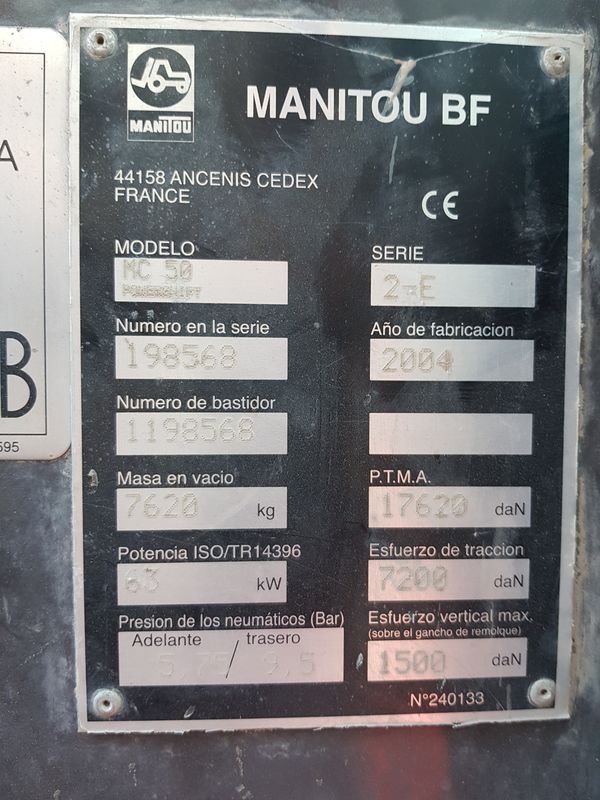 MANITOU
MANITOU BF
44158 ANCENIS CEDEX
FRANCE
CE
MODELO
MC 50
POWERSHIFT
SERIE
2-E
Numero en la serie
198568
Año de fabricacion
2004
Numero de bastidor
1198568
Masa en vacio
7620 kg
P.T.M.A.
17620 daN
Potencia ISO/TR14396
63 kW
Esfuerzo de traccion
7200 daN
Presion de los neumáticos (Bar)
Adelante trasero
5,75 / 9,5
Esfuerzo vertical max.
(sobre el gancho de remolque)
1500 daN
N°240133
A
B
595